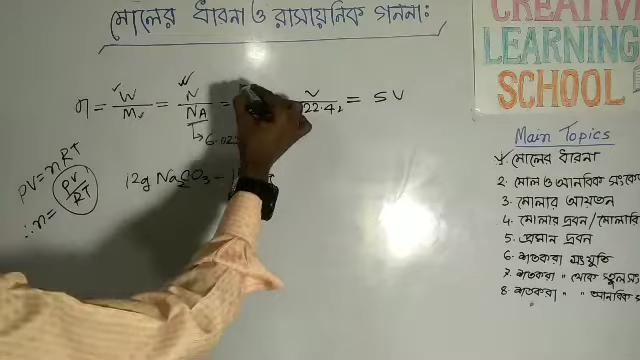 মোলের ধারনা ও রাসায়নিক গননাঃ
n = W/M = N/NA = V/22.4L = SV
→ 6.02
PV = nRT
∴ n = PV/RT
12g Na2CO3 -
CREATIVE
LEARNING
SCHOOL
Main Topics
1. মোলের ধারনা
2. মোল ও আনবিক সংকেত
3. মোলার আয়তন
4. মোলার দ্রবন / মোলারি
5. প্রমান দ্রবন
6. শতকরা সংযুতি
7. শতকরা " থেকে স্থুল সং
8. শতকরা " " আনবিক স